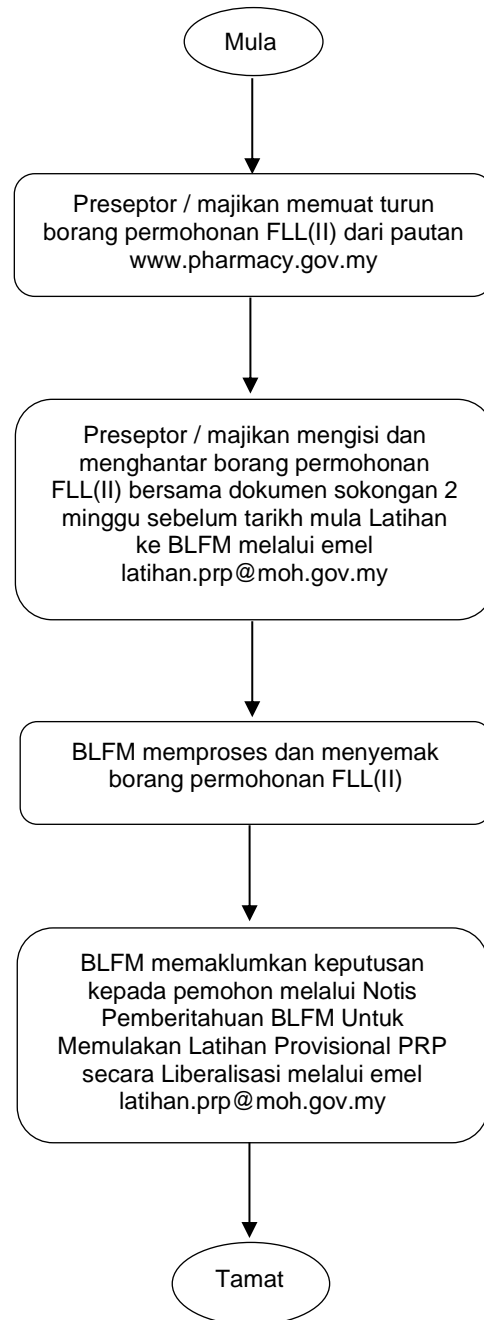 Mula
Preseptor / majikan memuat turun
borang permohonan FLL(II) dari pautan
www.pharmacy.gov.my
Preseptor / majikan mengisi dan
menghantar borang permohonan
FLL(II) bersama dokumen sokongan 2
minggu sebelum tarikh mula Latihan
ke BLFM melalui emel
latihan.prp@moh.gov.my
BLFM memproses dan menyemak
borang permohonan FLL(II)
BLFM memaklumkan keputusan
kepada pemohon melalui Notis
Pemberitahuan BLFM Untuk
Memulakan Latihan Provisional PRP
secara Liberalisasi melalui emel
latihan.prp@moh.gov.my
Tamat